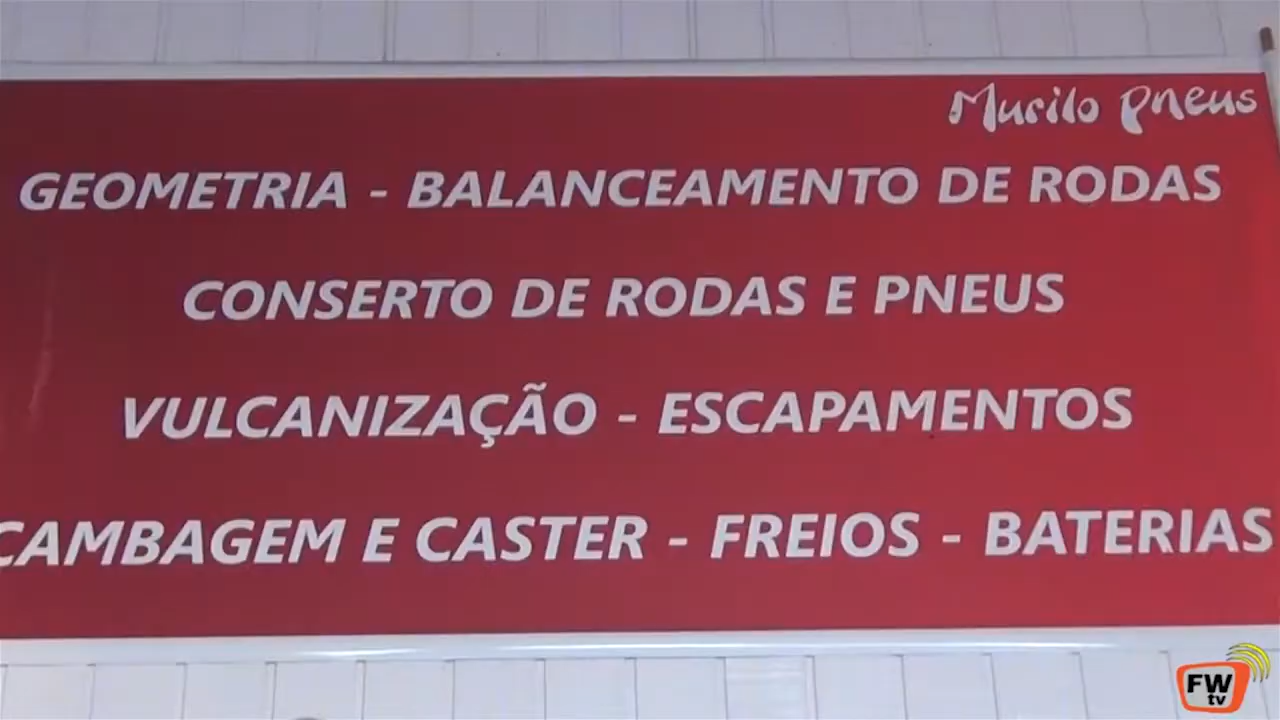 Murilo Pneus
GEOMETRIA - BALANCEAMENTO DE RODAS
CONSERTO DE RODAS E PNEUS
VULCANIZAÇÃO - ESCAPAMENTOS
CAMBAGEM E CASTER - FREIOS - BATERIAS
FW
tv